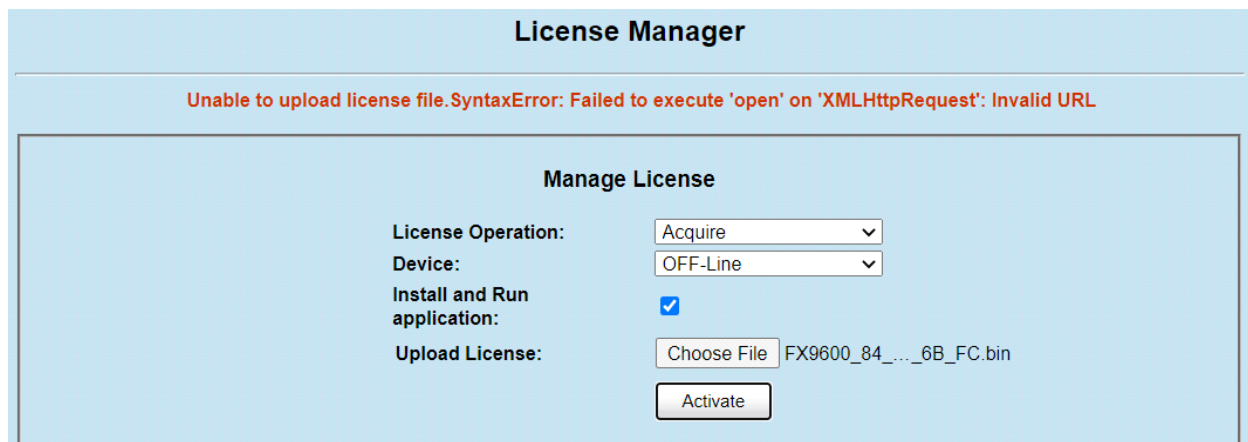 License Manager
Unable to upload license file.SyntaxError: Failed to execute 'open' on 'XMLHttpRequest': Invalid URL
Manage License
License Operation: Acquire
Device: OFF-Line
Install and Run
application:
Upload License: Choose File FX9600_84_..._6B_FC.bin
Activate